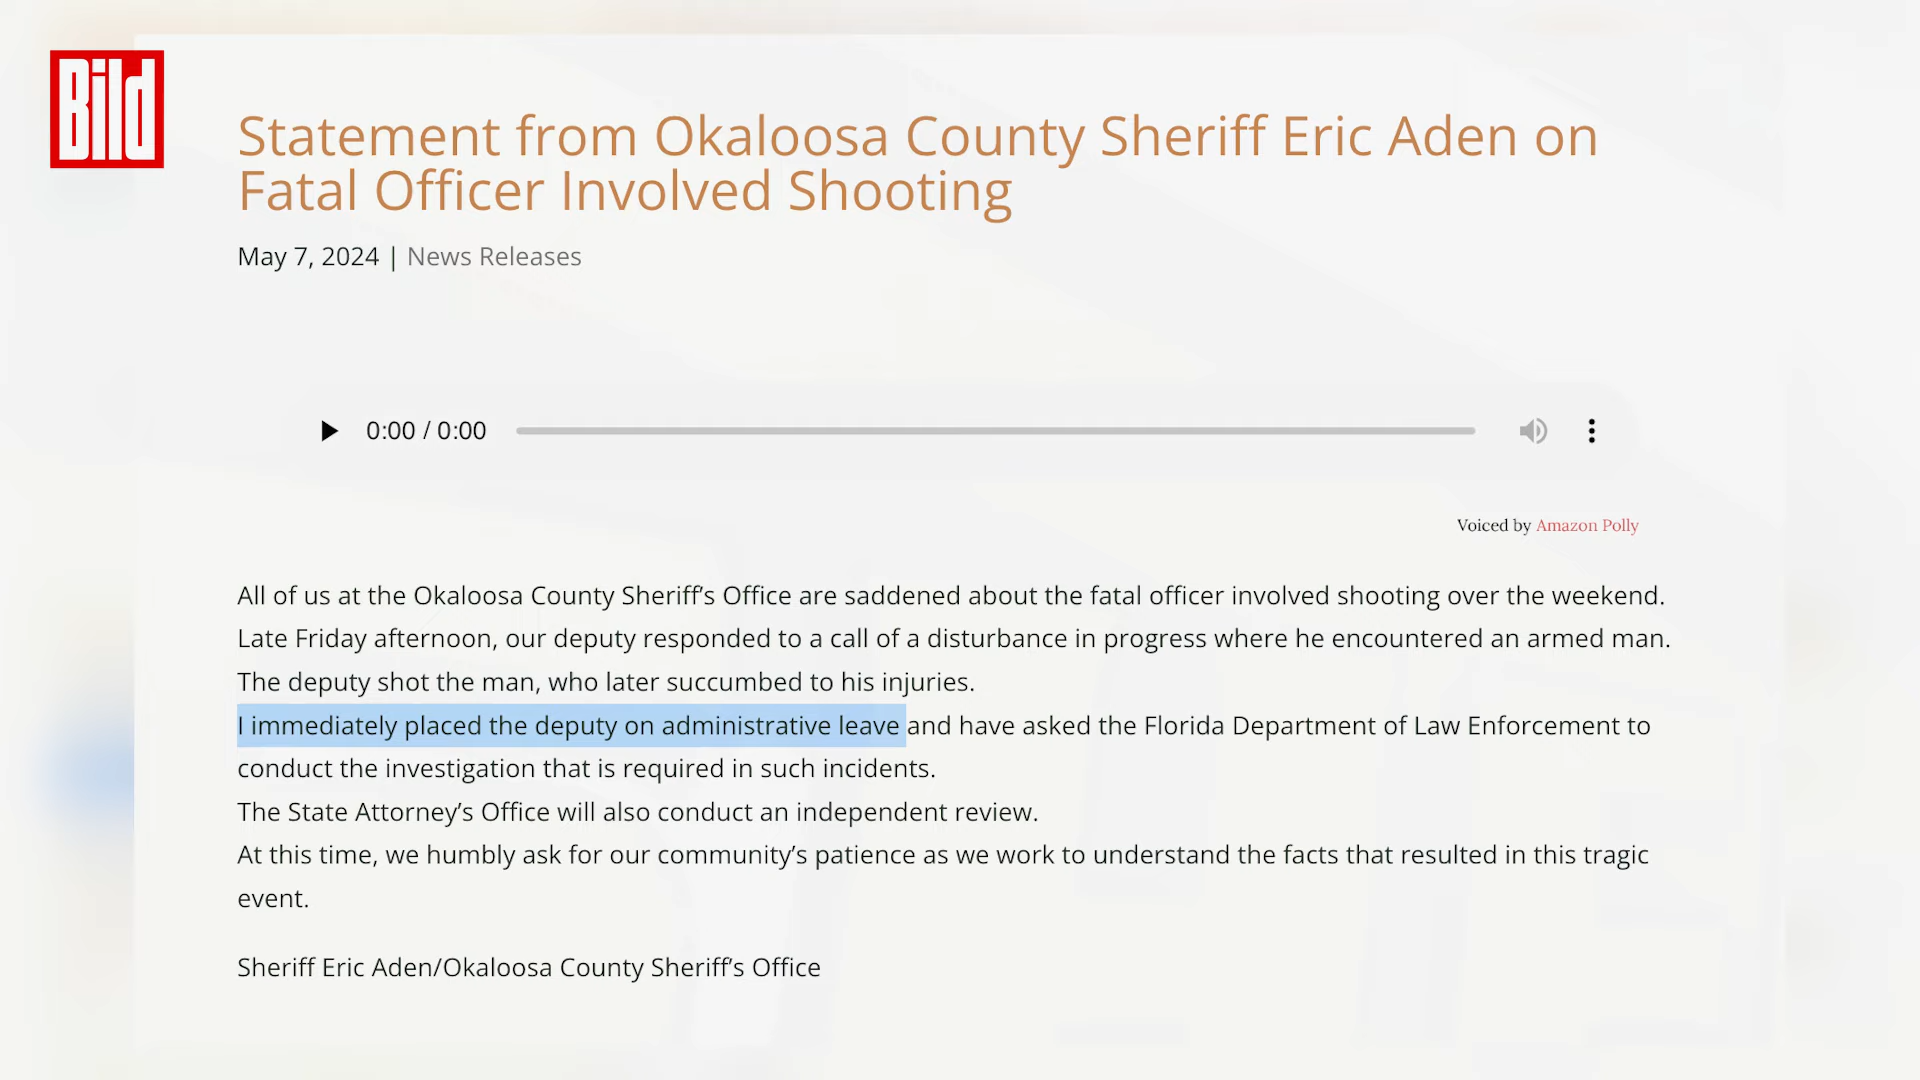 Bild
Statement from Okaloosa County Sheriff Eric Aden on
Fatal Officer Involved Shooting
May 7, 2024 | News Releases
0:00 / 0:00
Voiced by Amazon Polly
All of us at the Okaloosa County Sheriff’s Office are saddened about the fatal officer involved shooting over the weekend.
Late Friday afternoon, our deputy responded to a call of a disturbance in progress where he encountered an armed man.
The deputy shot the man, who later succumbed to his injuries.
I immediately placed the deputy on administrative leave and have asked the Florida Department of Law Enforcement to
conduct the investigation that is required in such incidents.
The State Attorney’s Office will also conduct an independent review.
At this time, we humbly ask for our community’s patience as we work to understand the facts that resulted in this tragic
event.
Sheriff Eric Aden/Okaloosa County Sheriff’s Office